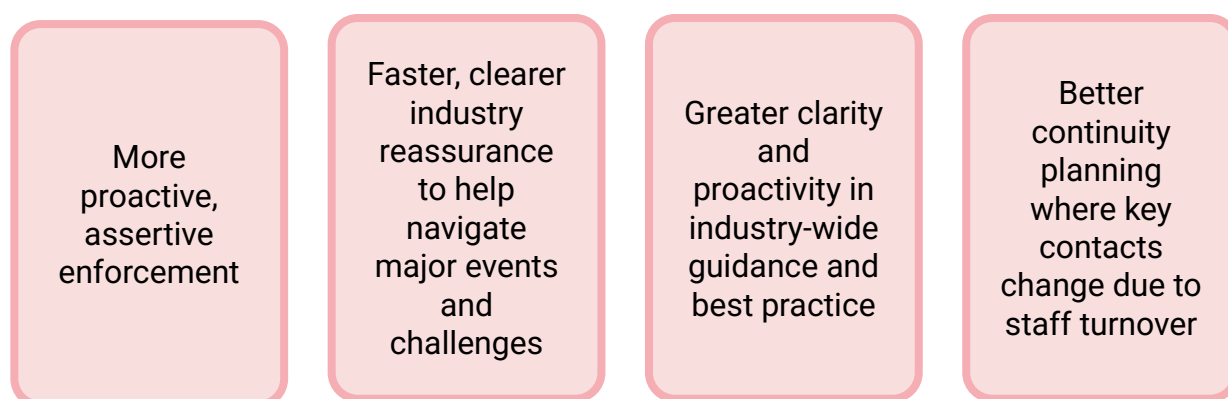 More
proactive,
assertive
enforcement
Faster, clearer
industry
reassurance
to help
navigate
major events
and
challenges
Greater clarity
and
proactivity in
industry-wide
guidance and
best practice
Better
continuity
planning
where key
contacts
change due to
staff turnover